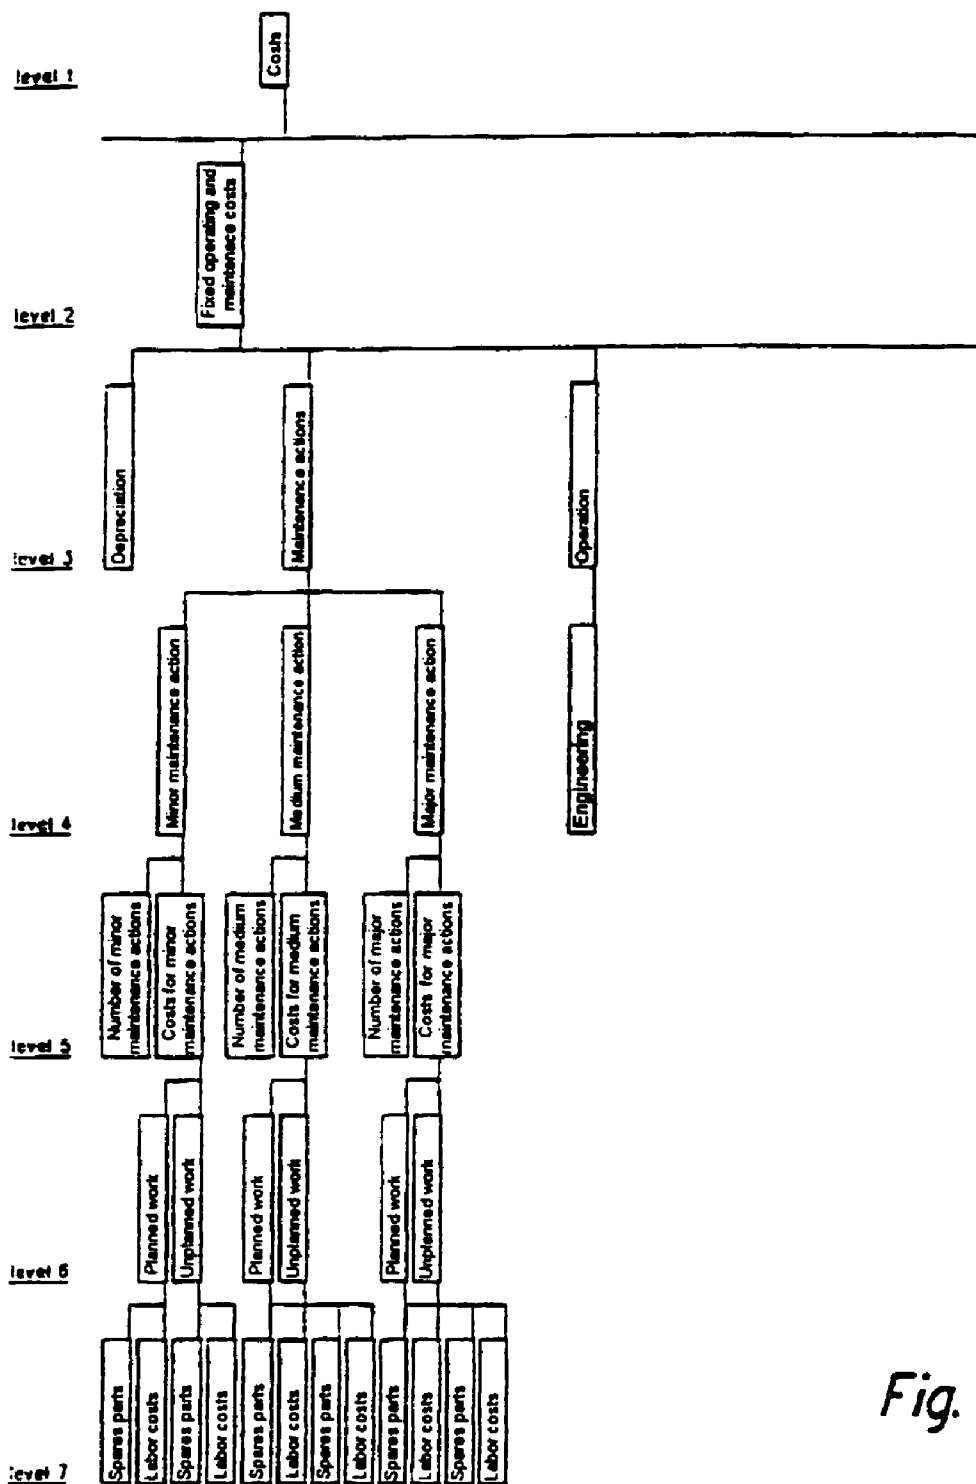 level 1
Costs
level 2
Fixed operating and
maintenace costs
level 3
Depreciation
Maintenance actions
Operation
level 4
Minor maintenance action
Medium maintenance action
Major maintenance action
Engineering
level 5
Number of minor
maintenance actions
Costs for minor
maintenance actions
Number of medium
maintenance actions
Costs for medium
maintenance actions
Number of major
maintenance actions
Costs for major
maintenance actions
level 6
Planned work
Unplanned work
Planned work
Unplanned work
Planned work
Unplanned work
level 7
Spares parts
Labor costs
Spares parts
Labor costs
Spares parts
Labor costs
Spares parts
Labor costs
Spares parts
Labor costs
Spares parts
Labor costs
Fig.